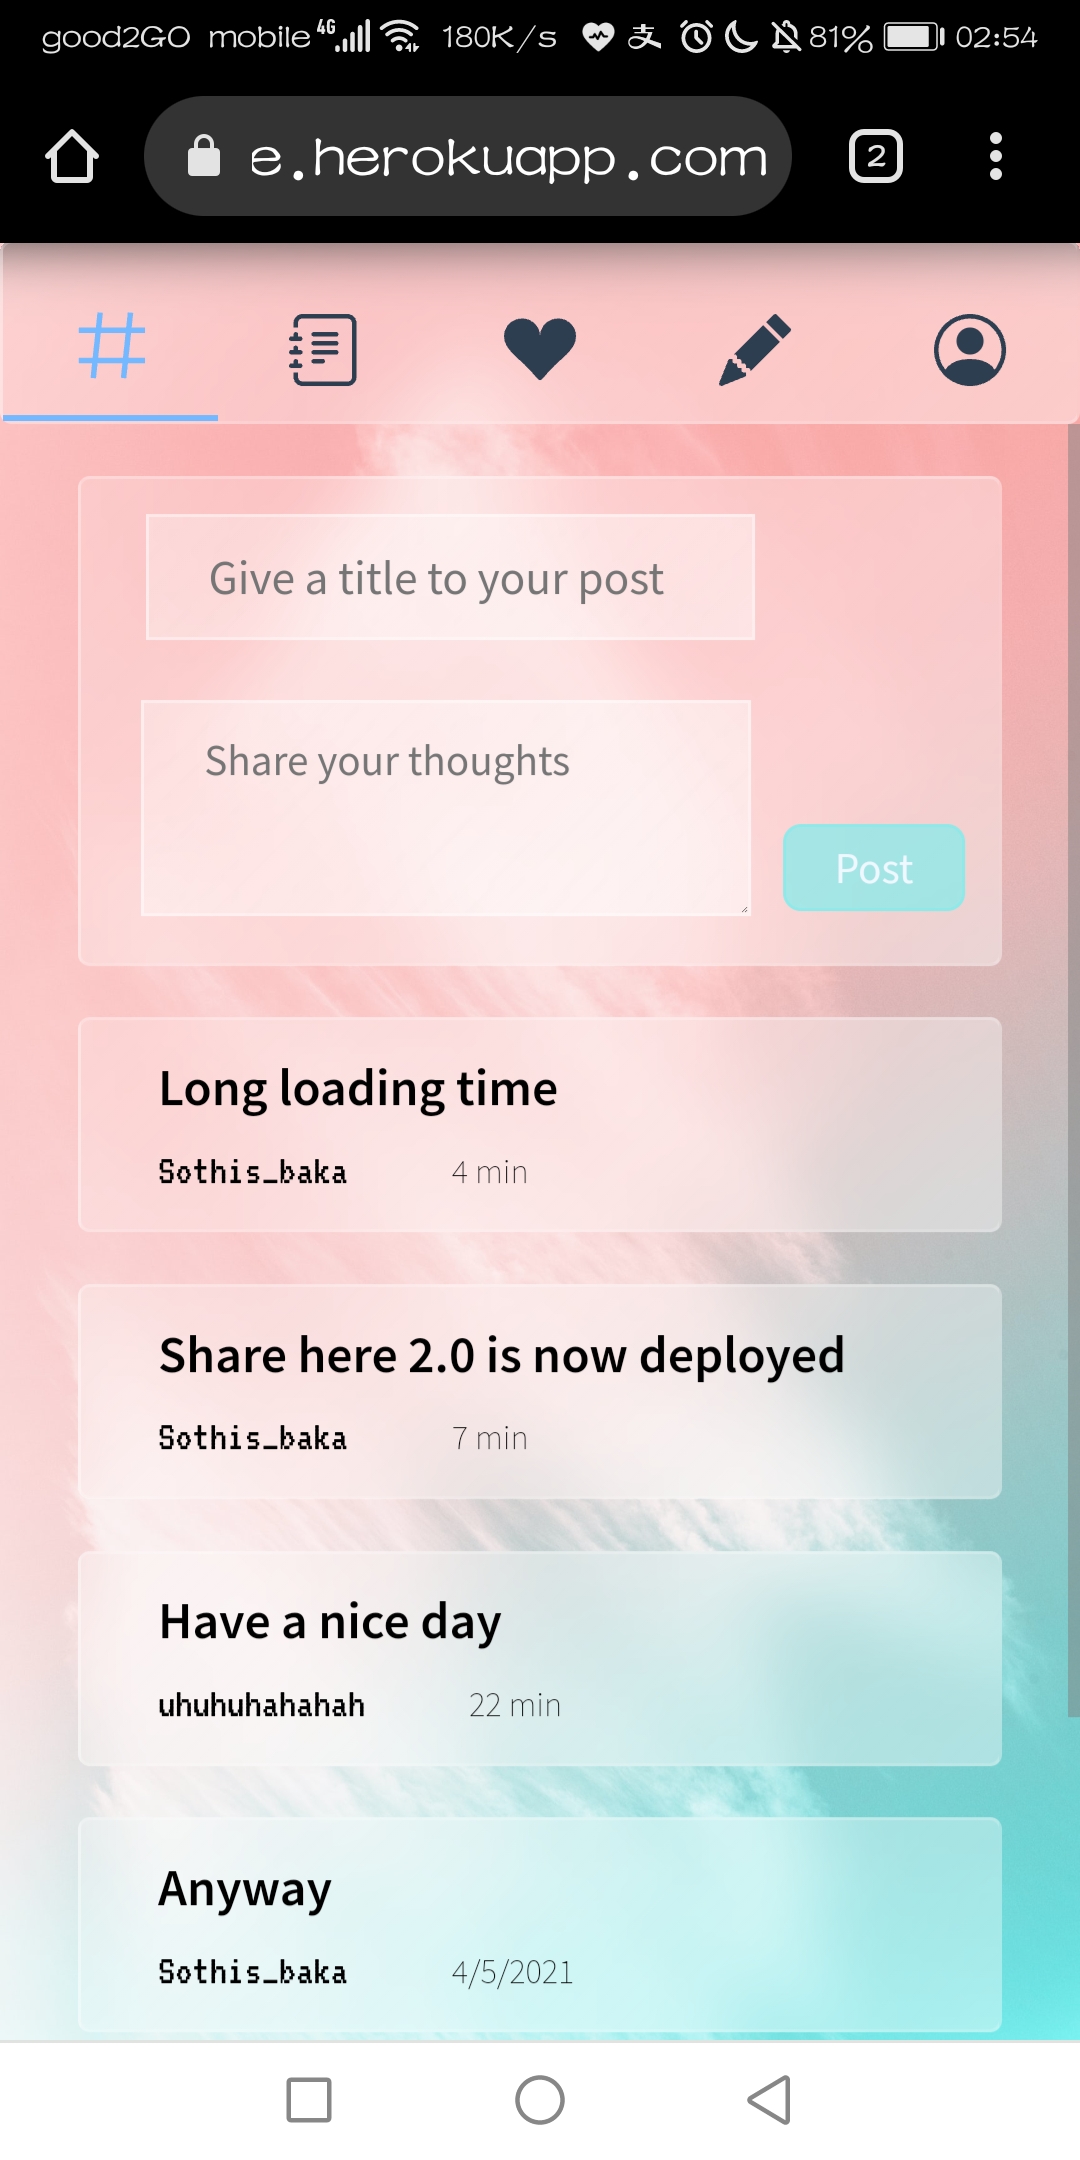 good2GO mobile 4G 180K/s 支 81% 02:54
e.herokuapp.com 2
Give a title to your post
Share your thoughts
Post
Long loading time
Sothis_baka 4 min
Share here 2.0 is now deployed
Sothis_baka 7 min
Have a nice day
uhuhuhahahah 22 min
Anyway
Sothis_baka 4/5/2021